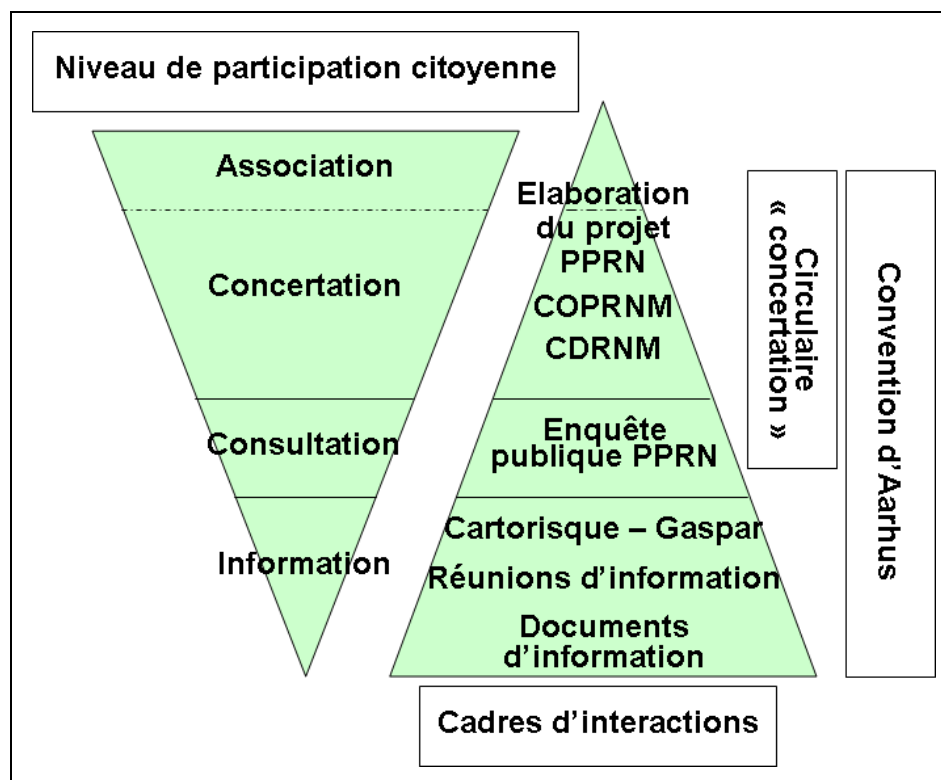 Niveau de participation citoyenne
Association
Concertation
Consultation
Information
Elaboration
du projet
PPRN
COPRNM
CDRNM
Enquête
publique PPRN
Cartorisque – Gaspar
Réunions d’information
Documents
d’information
Circulaire
« concertation »
Convention d’Aarhus
Cadres d’interactions